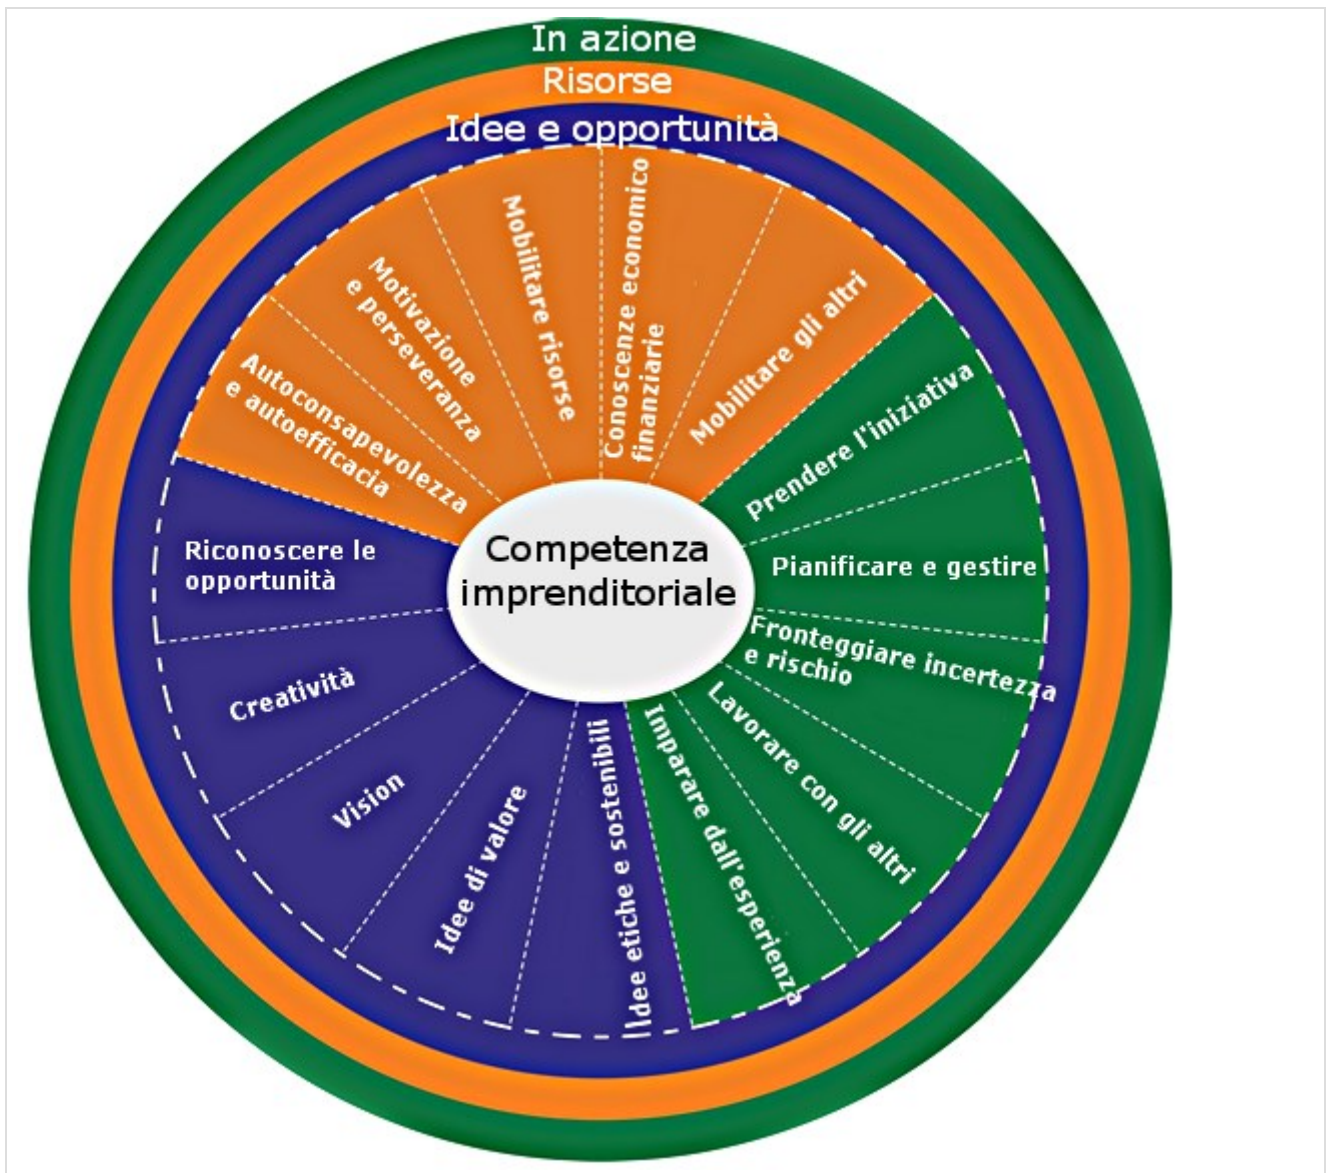 In azione
Risorse
Idee e opportunità
Mobilitare risorse
Conoscenze economico
finanziarie
Mobilitare gli altri
Motivazione
e perseveranza
Autoconsapevolezza
e autoefficacia
Prendere l'iniziativa
Riconoscere le
opportunità
Competenza
imprenditoriale
Pianificare e gestire
Fronteggiare incertezza
e rischio
Creatività
Lavorare con gli altri
Vision
Idee di valore
Idee etiche e sostenibili
Imparare dall'esperienza